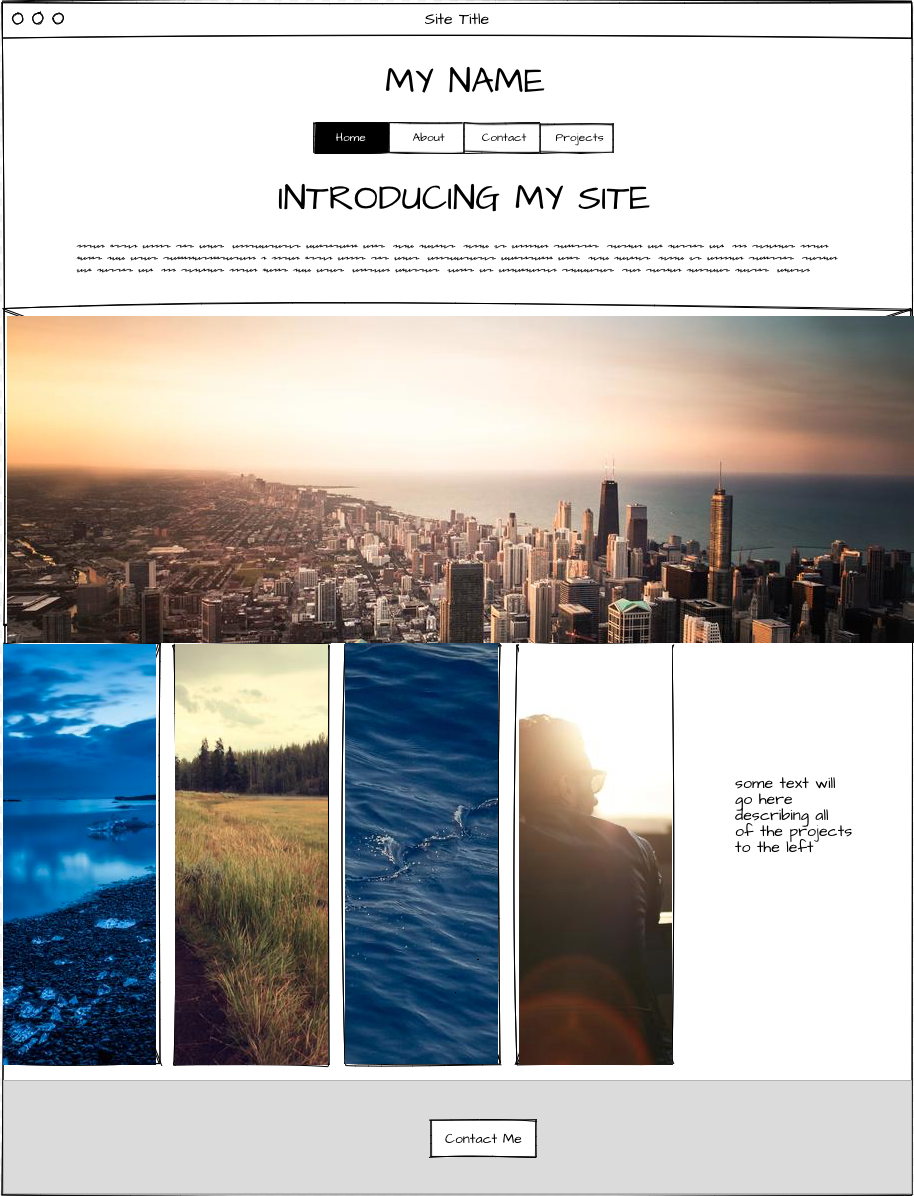 Site Title
MY NAME
Home About Contact Projects
INTRODUCING MY SITE
some text will
go here
describing all
of the projects
to the left
Contact Me